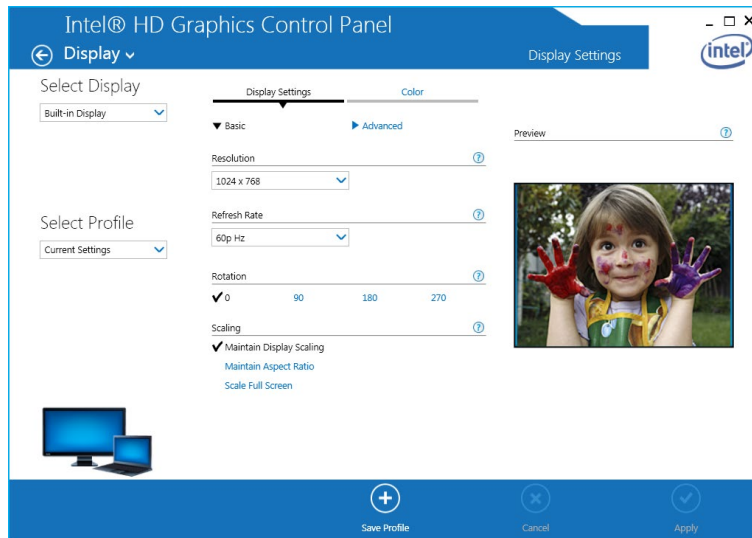 Intel® HD Graphics Control Panel
Display
Display Settings
intel
Select Display
Built-in Display
Select Profile
Current Settings
Display Settings
Color
Basic
Advanced
Resolution
1024 x 768
Refresh Rate
60p Hz
Rotation
0 90 180 270
Scaling
Maintain Display Scaling
Maintain Aspect Ratio
Scale Full Screen
Preview
Save Profile
Cancel
Apply